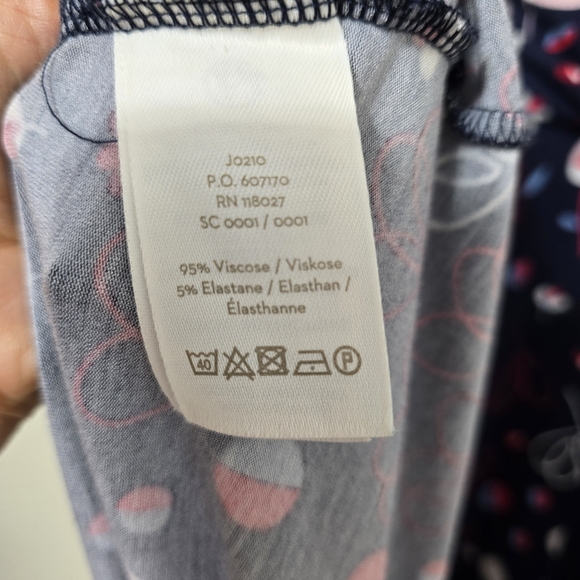 J0210
P.O. 607170
RN 118027
SC 0001 / 0001
95% Viscose / Viskose
5% Elastane / Elasthan /
Élasthanne
40 P